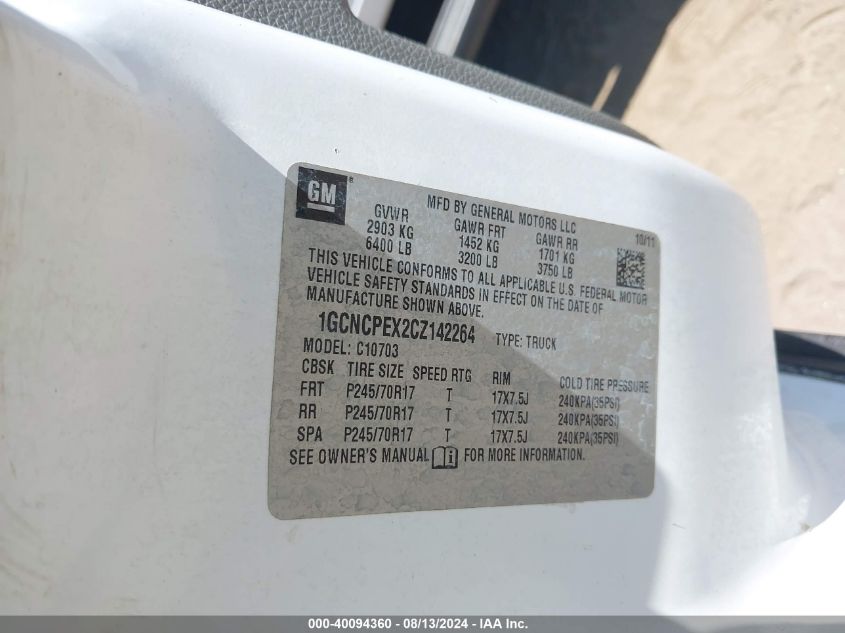 GM ®
MFD BY GENERAL MOTORS LLC
10/11
GVWR GAWR FRT GAWR RR
2903 KG 1452 KG 1701 KG
6400 LB 3200 LB 3750 LB
THIS VEHICLE CONFORMS TO ALL APPLICABLE U.S. FEDERAL MOTOR
VEHICLE SAFETY STANDARDS IN EFFECT ON THE DATE OF
MANUFACTURE SHOWN ABOVE.
1GCNCPEX2CZ142264 TYPE: TRUCK
MODEL: C10703
CBSK TIRE SIZE SPEED RTG RIM COLD TIRE PRESSURE
FRT P245/70R17 T 17X7.5J 240KPA(35PSI)
RR P245/70R17 T 17X7.5J 240KPA(35PSI)
SPA P245/70R17 T 17X7.5J 240KPA(35PSI)
SEE OWNER'S MANUAL i FOR MORE INFORMATION.
000-40094360 - 08/13/2024 - IAA Inc.